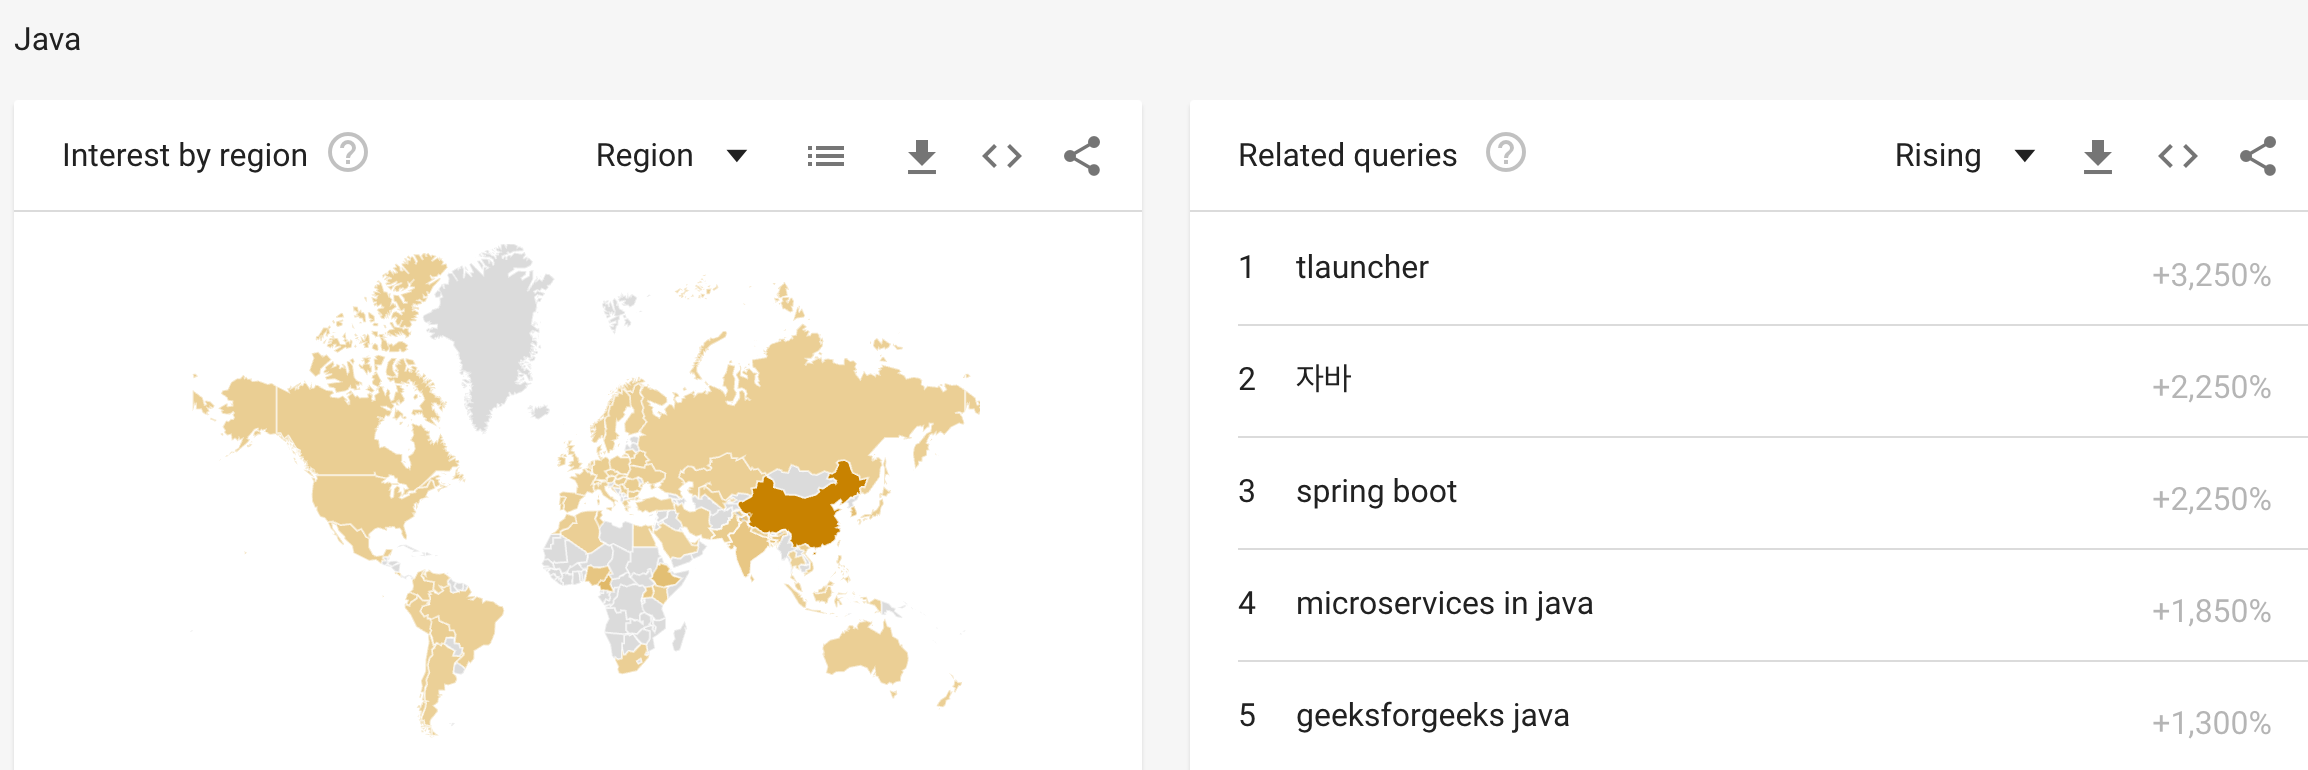 Java
Interest by region
Region
Related queries
Rising
1 tlauncher +3,250%
2 자바 +2,250%
3 spring boot +2,250%
4 microservices in java +1,850%
5 geeksforgeeks java +1,300%